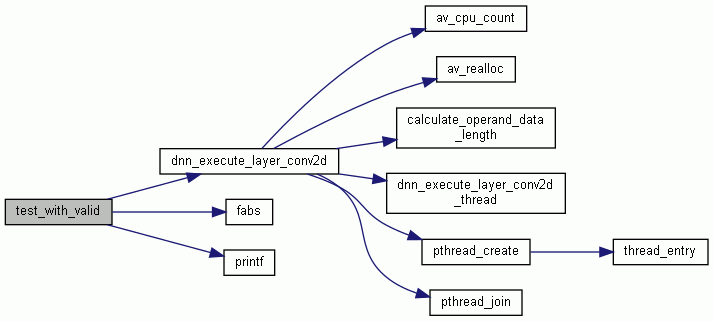 av_cpu_count
av_realloc
calculate_operand_data
_length
dnn_execute_layer_conv2d
dnn_execute_layer_conv2d
_thread
test_with_valid
fabs
pthread_create
thread_entry
printf
pthread_join